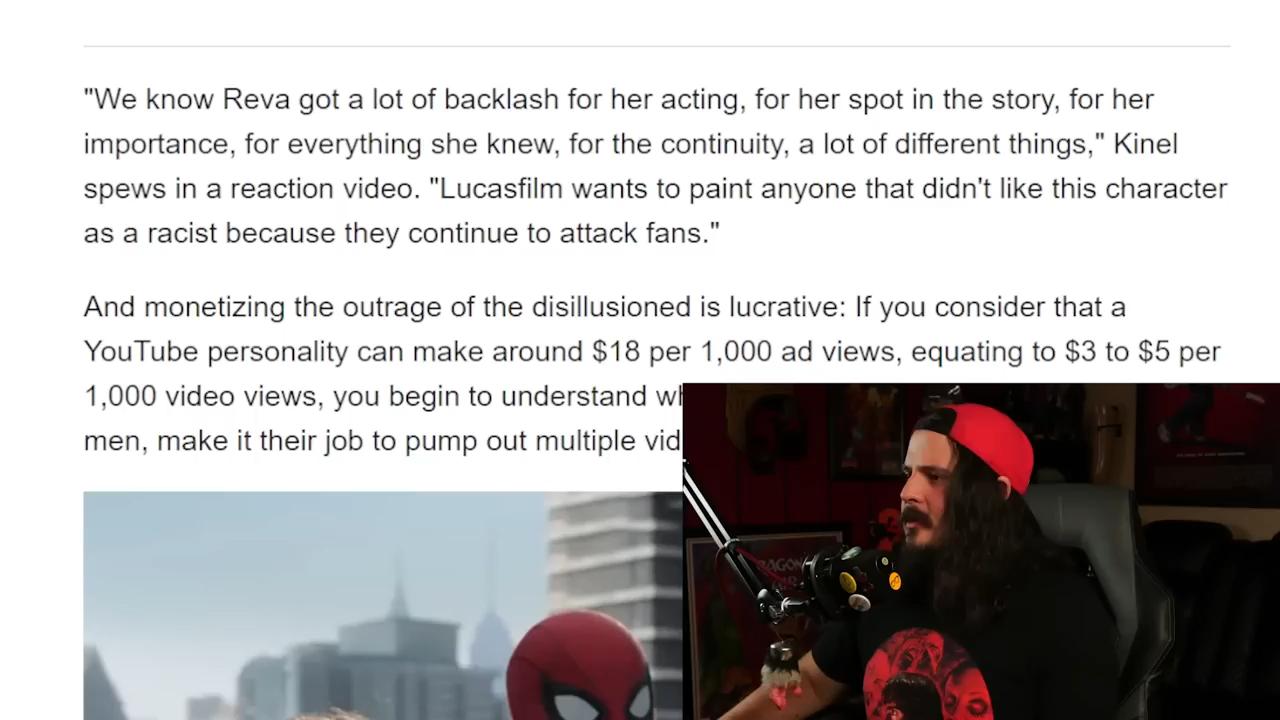 "We know Reva got a lot of backlash for her acting, for her spot in the story, for her
importance, for everything she knew, for the continuity, a lot of different things," Kinel
spews in a reaction video. "Lucasfilm wants to paint anyone that didn't like this character
as a racist because they continue to attack fans."
And monetizing the outrage of the disillusioned is lucrative: If you consider that a
YouTube personality can make around $18 per 1,000 ad views, equating to $3 to $5 per
1,000 video views, you begin to understand
men, make it their job to pump out multiple